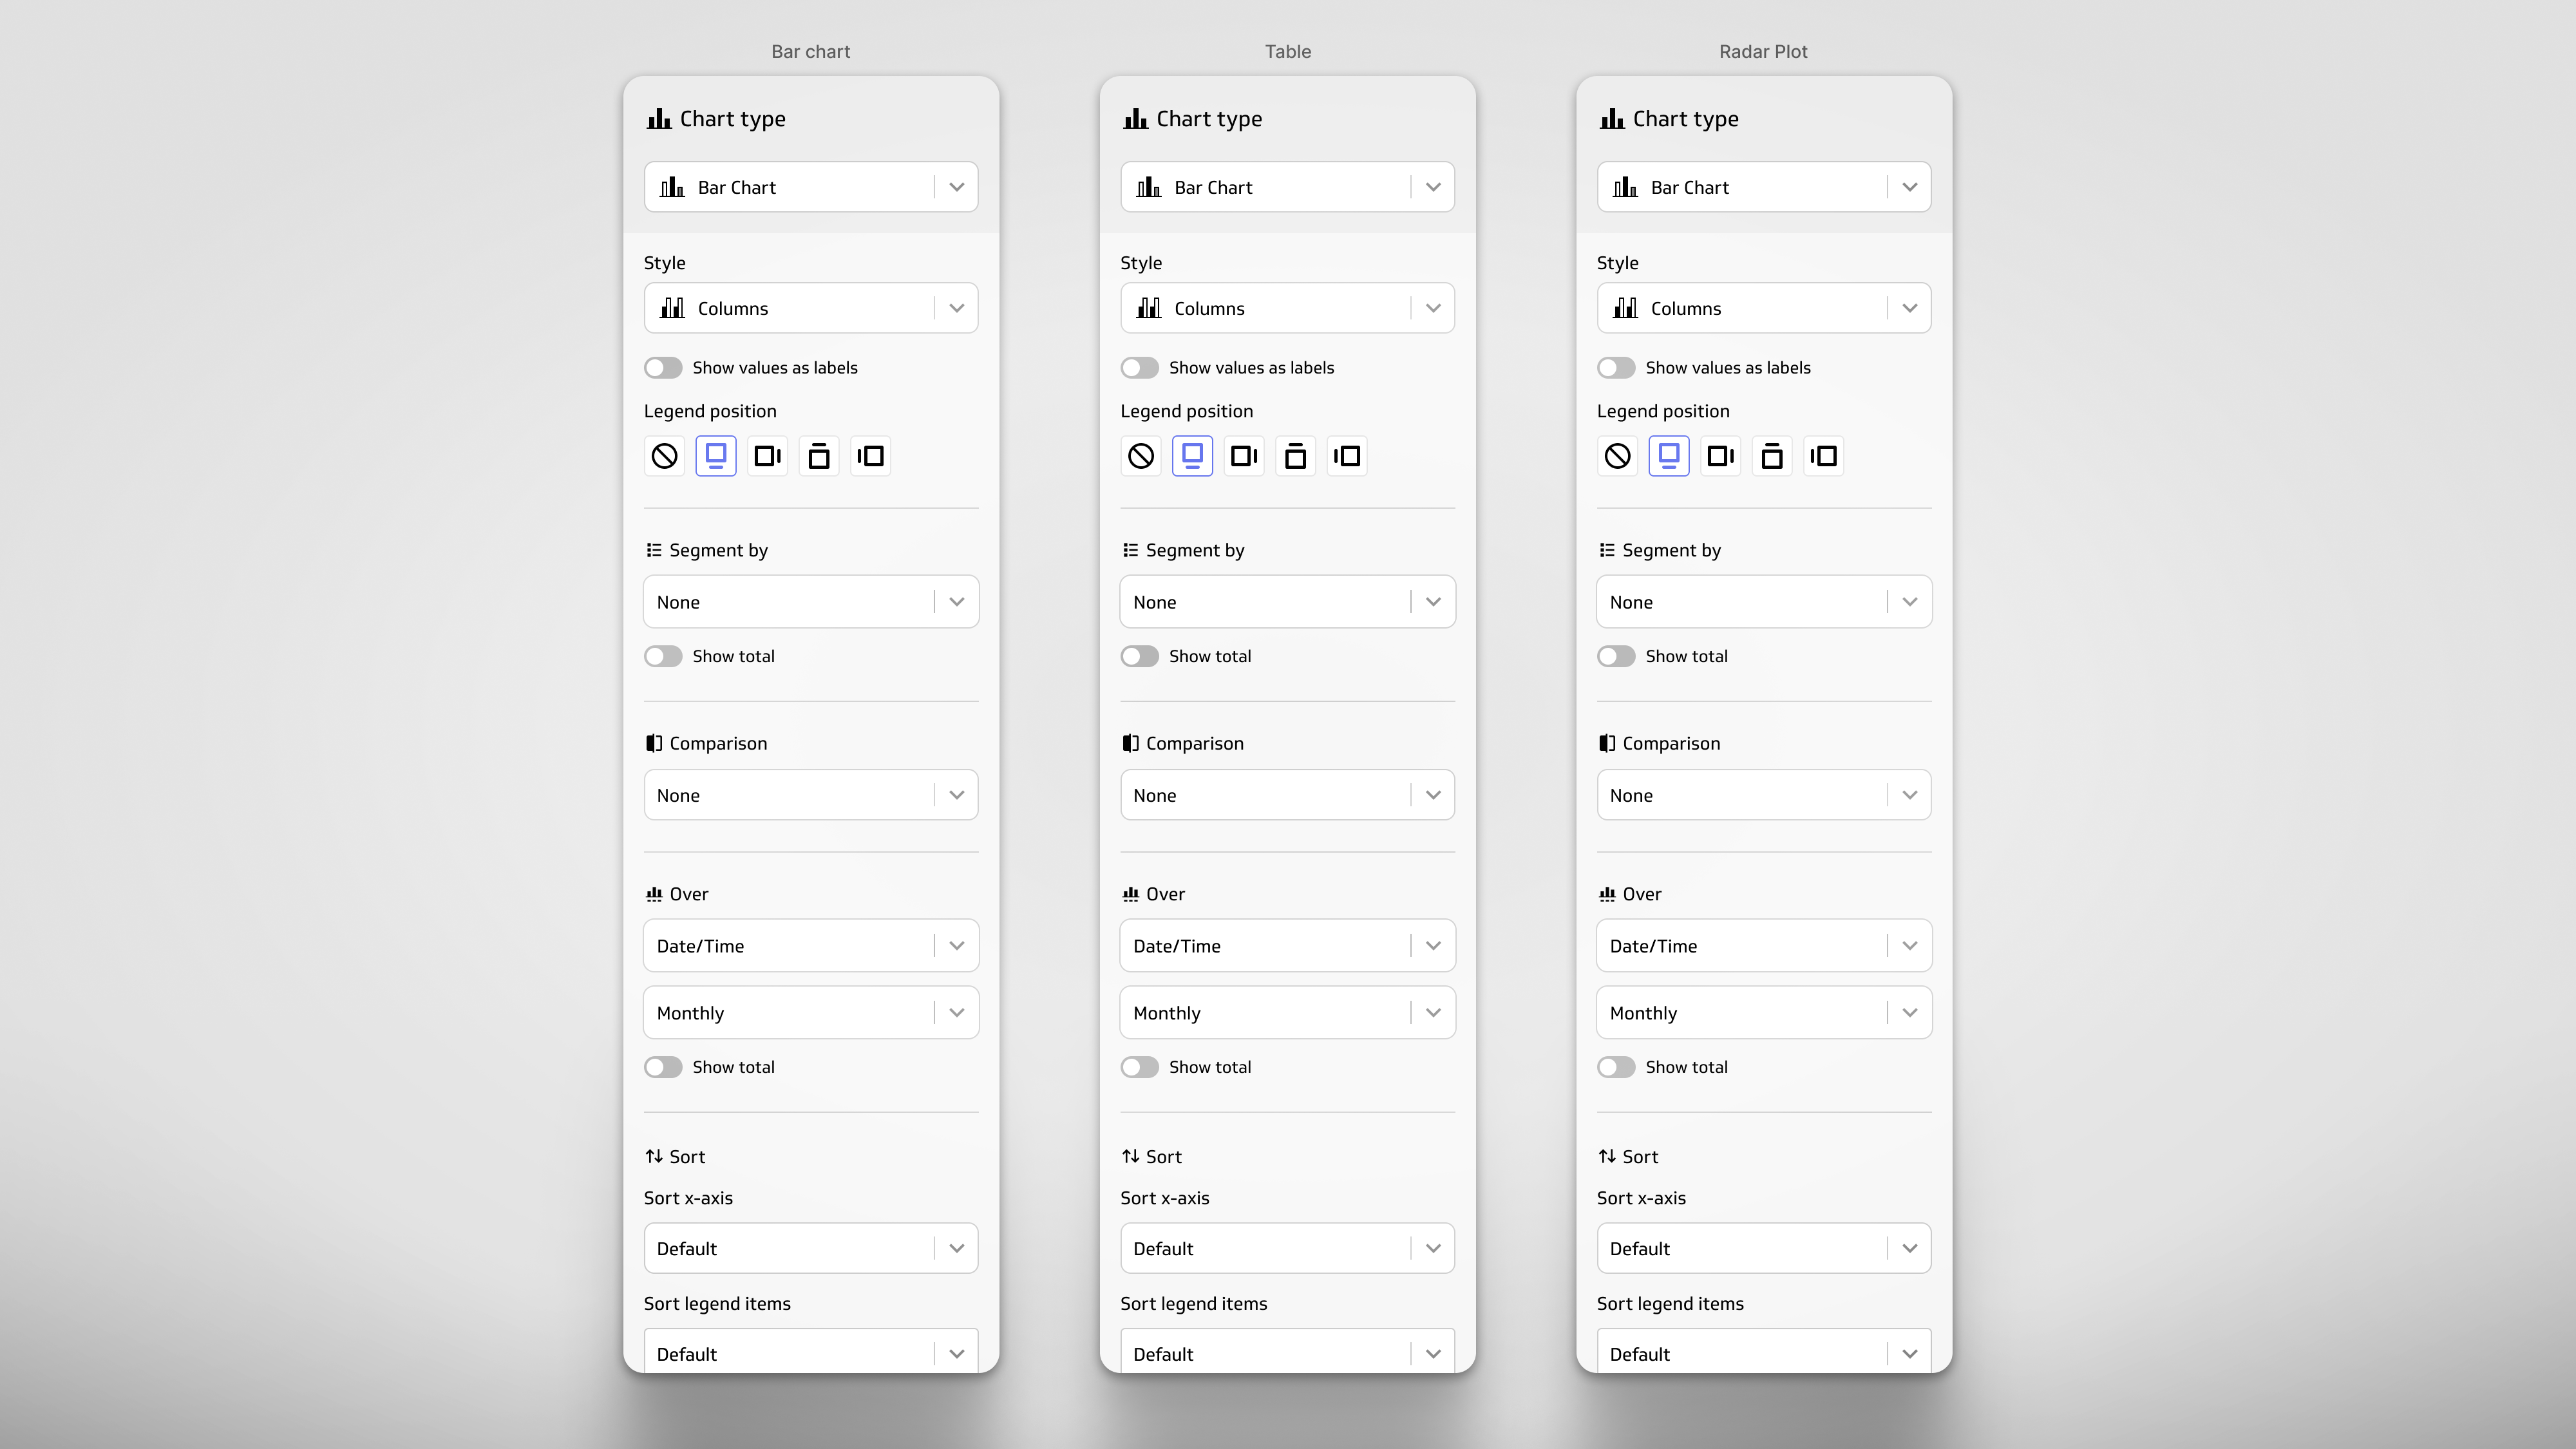 Bar chart
Chart type
Bar Chart
Style
Columns
Show values as labels
Legend position
Segment by
None
Show total
Comparison
None
Over
Date/Time
Monthly
Show total
Sort
Sort x-axis
Default
Sort legend items
Default
Table
Chart type
Bar Chart
Style
Columns
Show values as labels
Legend position
Segment by
None
Show total
Comparison
None
Over
Date/Time
Monthly
Show total
Sort
Sort x-axis
Default
Sort legend items
Default
Radar Plot
Chart type
Bar Chart
Style
Columns
Show values as labels
Legend position
Segment by
None
Show total
Comparison
None
Over
Date/Time
Monthly
Show total
Sort
Sort x-axis
Default
Sort legend items
Default